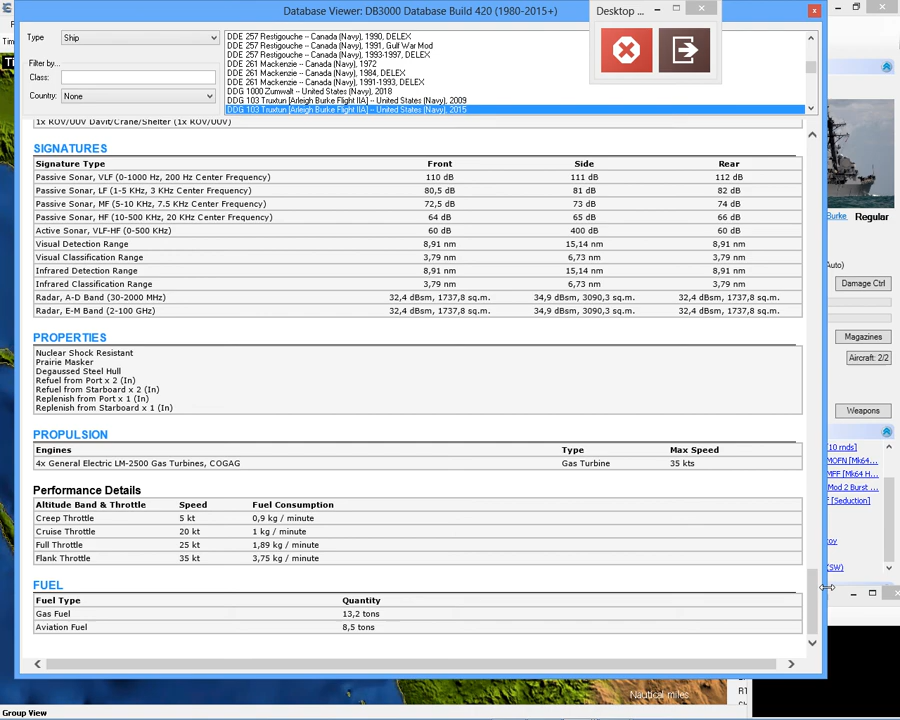 Database Viewer: DB3000 Database Build 420 (1980-2015+)
Desktop ...
Type
Ship
Filter by...
Class:
Country:
None
DDE 257 Restigouche -- Canada (Navy), 1990, DELEX
DDE 257 Restigouche -- Canada (Navy), 1991, Gulf War Mod
DDE 257 Restigouche -- Canada (Navy), 1993-1997, DELEX
DDE 261 Mackenzie -- Canada (Navy), 1972
DDE 261 Mackenzie -- Canada (Navy), 1984, DELEX
DDE 261 Mackenzie -- Canada (Navy), 1991-1993, DELEX
DDG 1000 Zumwalt -- United States (Navy), 2018
DDG 103 Truxtun [Arleigh Burke Flight IIA] -- United States (Navy), 2009
DDG 103 Truxtun [Arleigh Burke Flight IIA] -- United States (Navy), 2015
1x ROV/UUV Davit/Crane/Shelter (1x ROV/UUV)
SIGNATURES
Signature Type Front Side Rear
Passive Sonar, VLF (0-1000 Hz, 200 Hz Center Frequency) 110 dB 111 dB 112 dB
Passive Sonar, LF (1-5 KHz, 3 KHz Center Frequency) 80,5 dB 81 dB 82 dB
Passive Sonar, MF (5-10 KHz, 7.5 KHz Center Frequency) 72,5 dB 73 dB 74 dB
Passive Sonar, HF (10-500 KHz, 20 KHz Center Frequency) 64 dB 65 dB 66 dB
Active Sonar, VLF-HF (0-500 KHz) 60 dB 400 dB 60 dB
Visual Detection Range 8,91 nm 15,14 nm 8,91 nm
Visual Classification Range 3,79 nm 6,73 nm 3,79 nm
Infrared Detection Range 8,91 nm 15,14 nm 8,91 nm
Infrared Classification Range 3,79 nm 6,73 nm 3,79 nm
Radar, A-D Band (30-2000 MHz) 32,4 dBsm, 1737,8 sq.m. 34,9 dBsm, 3090,3 sq.m. 32,4 dBsm, 1737,8 sq.m.
Radar, E-M Band (2-100 GHz) 32,4 dBsm, 1737,8 sq.m. 34,9 dBsm, 3090,3 sq.m. 32,4 dBsm, 1737,8 sq.m.
PROPERTIES
Nuclear Shock Resistant
Prairie Masker
Degaussed Steel Hull
Refuel from Port x 2 (In)
Refuel from Starboard x 2 (In)
Replenish from Port x 1 (In)
Replenish from Starboard x 1 (In)
PROPULSION
Engines Type Max Speed
4x General Electric LM-2500 Gas Turbines, COGAG Gas Turbine 35 kts
Performance Details
Altitude Band & Throttle Speed Fuel Consumption
Creep Throttle 5 kt 0,9 kg / minute
Cruise Throttle 20 kt 1 kg / minute
Full Throttle 25 kt 1,89 kg / minute
Flank Throttle 35 kt 3,75 kg / minute
FUEL
Fuel Type Quantity
Gas Fuel 13,2 tons
Aviation Fuel 8,5 tons
Burke Regular
Auto)
Damage Ctrl
Magazines
Aircraft: 2/2
Weapons
[10 rnds]
MOFN [Mk64...
MFF [Mk64 H...
Mod 2 Burst ...
[Seduction]
(SW)
Nautical miles
Group View